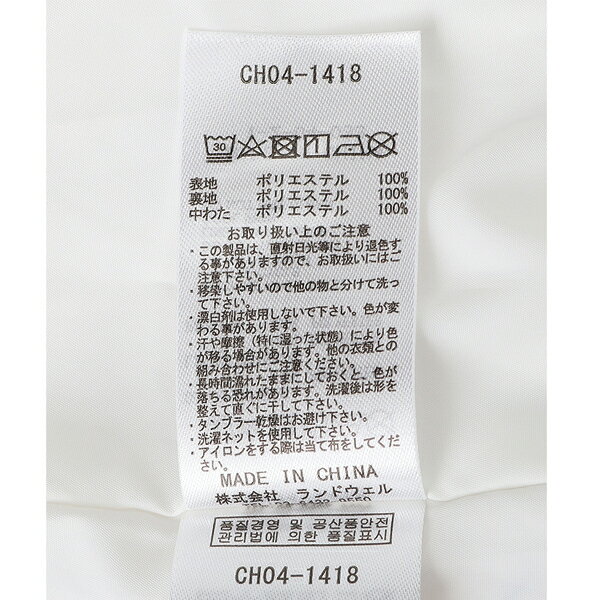 CH04-1418
30
表地 ポリエステル 100%
裏地 ポリエステル 100%
中わた ポリエステル 100%
お取り扱い上のご注意
・この製品は、直射日光等により退色す
る事がありますので、お取扱いにはご
注意下さい。
・移染しやすいので他の物と分けて洗っ
て下さい。
・漂白剤は使用しないで下さい。色が変
わる事があります。
・汗や摩擦（特に湿った状態）により色
が移る場合があります。他の衣類との
組み合わせにご注意ください。
・長時間濡れたままにしておくと、色が
落ちる恐れがあります。洗濯後は形を
整えて直ぐに干して下さい。
・タンブラー乾燥はお避け下さい。
・洗濯ネットを使用して下さい。
・アイロンをする際は当て布をしてくだ
さい。
MADE IN CHINA
株式会社 ランドウェル
품질경영 및 공산품안전
관리법에 의한 품질표시
CH04-1418